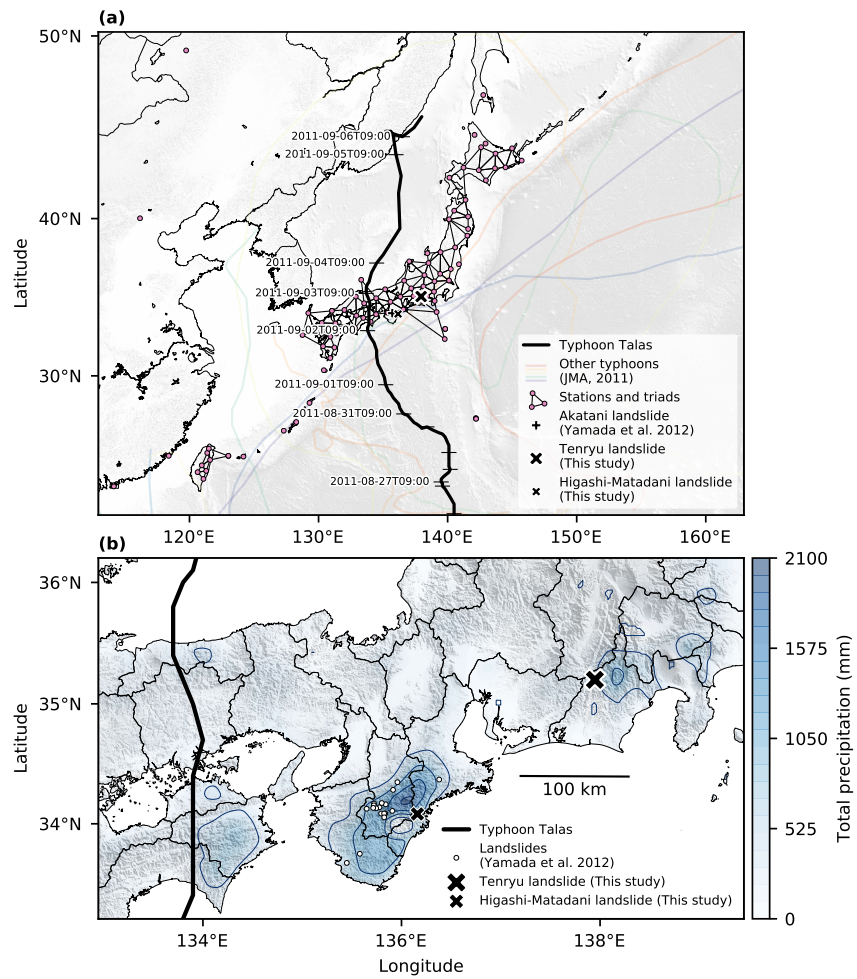 (a)
50°N
40°N
30°N
Latitude
2011-09-06T09:00
2011-09-05T09:00
2011-09-04T09:00
2011-09-03T09:00
2011-09-02T09:00
2011-09-01T09:00
2011-08-31T09:00
2011-08-27T09:00
Typhoon Talas
Other typhoons
(JMA, 2011)
Stations and triads
Akatani landslide
(Yamada et al. 2012)
Tenryu landslide
(This study)
Higashi-Matadani landslide
(This study)
120°E
130°E
140°E
150°E
160°E
(b)
36°N
35°N
34°N
Latitude
100 km
Typhoon Talas
Landslides
(Yamada et al. 2012)
Tenryu landslide (This study)
Higashi-Matadani landslide (This study)
134°E
136°E
138°E
Longitude
2100
1575
1050
525
0
Total precipitation (mm)